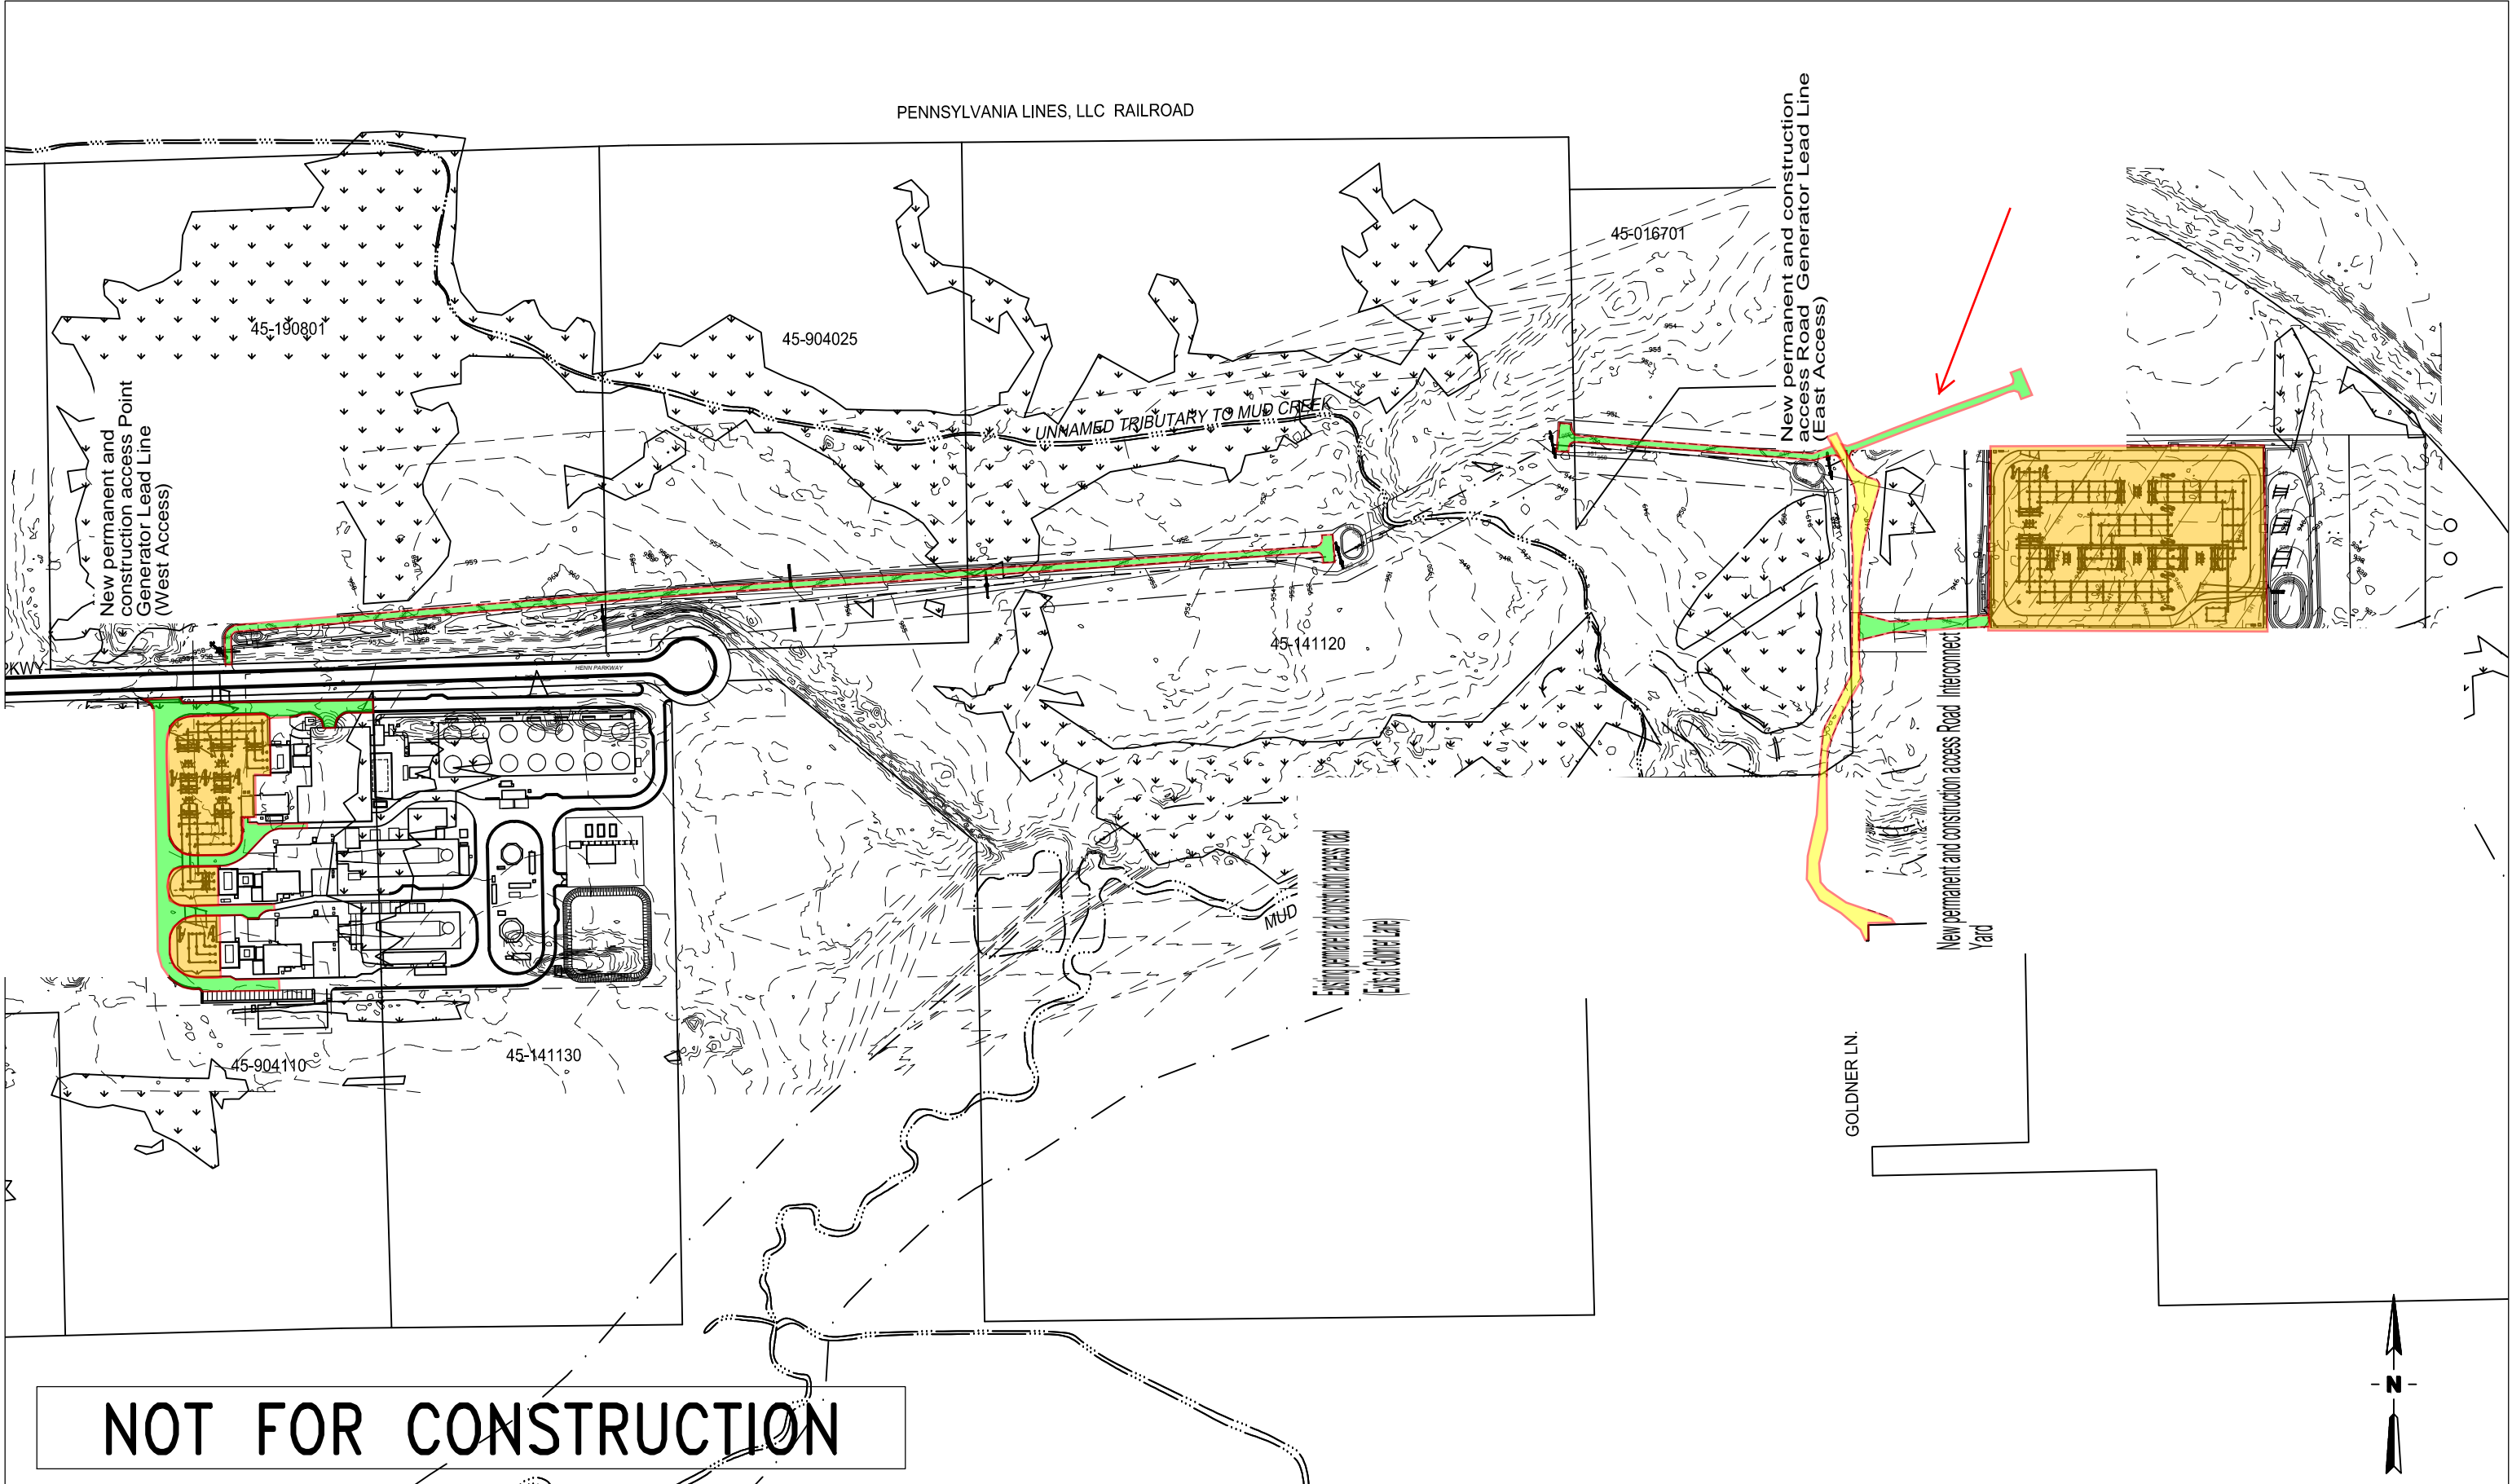 PENNSYLVANIA LINES, LLC RAILROAD
New permanent and construction
access Road Generator Lead Line
(East Access)
45-016701
45-190801
45-904025
New permanent and
construction access Point
Generator Lead Line
(West Access)
UNNAMED TRIBUTARY TO MUD CREEK
45-141120
PKWY
HENN PARKWAY
New permanent and construction access Road Interconnect
Yard
Existing permanent and construction access road
(Exists at Goldner Lane)
MUD
45-904110
45-141130
GOLDNER LN.
N
NOT FOR CONSTRUCTION